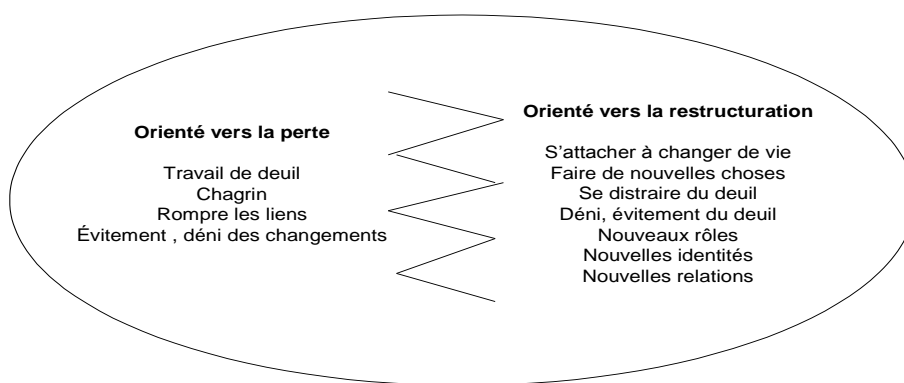 Orienté vers la perte
Travail de deuil
Chagrin
Rompre les liens
Évitement , déni des changements
Orienté vers la restructuration
S'attacher à changer de vie
Faire de nouvelles choses
Se distraire du deuil
Déni, évitement du deuil
Nouveaux rôles
Nouvelles identités
Nouvelles relations